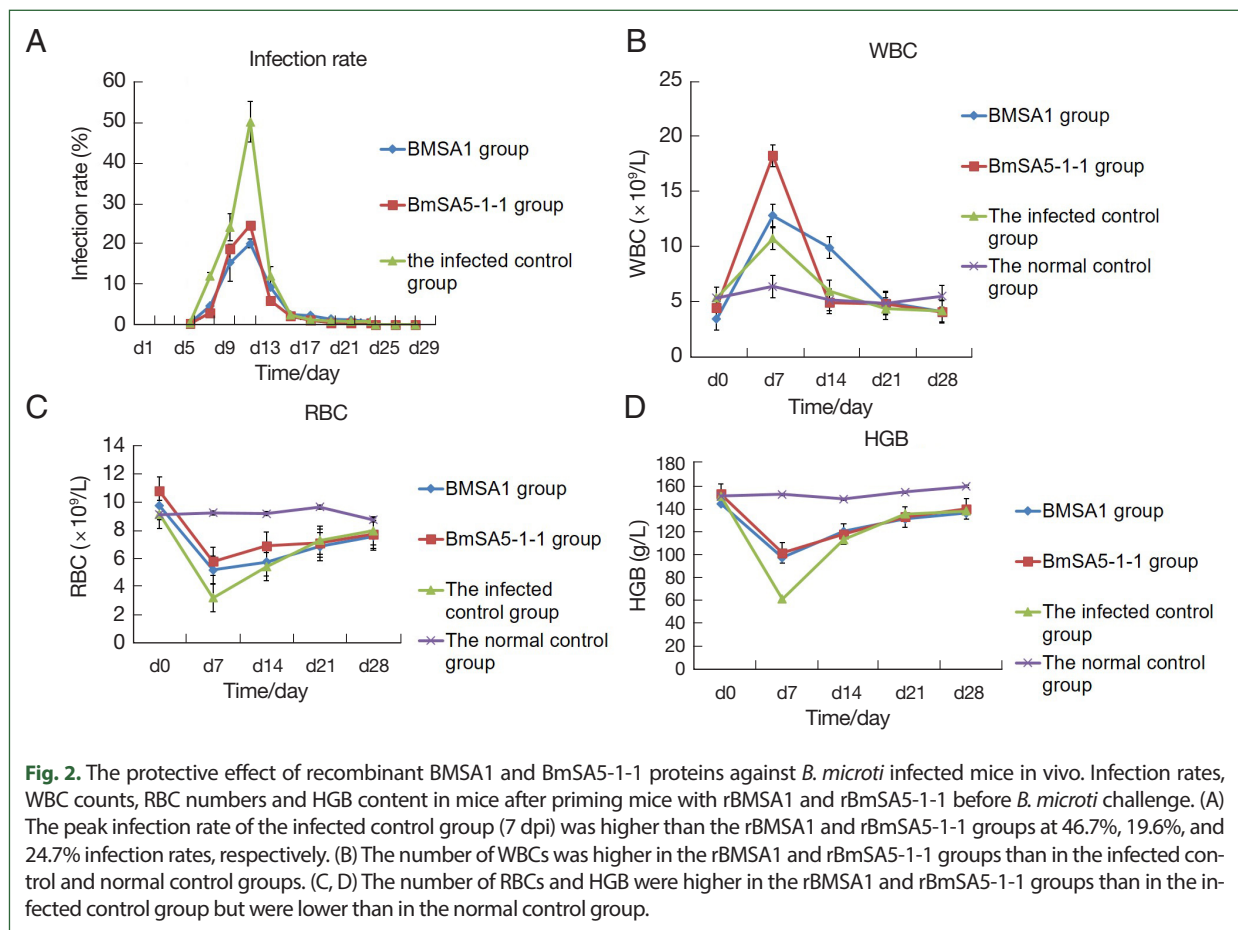 A
Infection rate
60
50
40
30
20
10
0
Infection rate (%)
d1 d5 d9 d13 d17 d21 d25 d29
Time/day
BMSA1 group
BmSA5-1-1 group
the infected control
group
B
WBC
25
20
15
10
5
0
WBC ( × 10⁹/L)
d0 d7 d14 d21 d28
Time/day
BMSA1 group
BmSA5-1-1 group
The infected control
group
The normal control
group
C
RBC
14
12
10
8
6
4
2
0
RBC ( × 10⁹/L)
d0 d7 d14 d21 d28
Time/day
BMSA1 group
BmSA5-1-1 group
The infected
control group
The normal control
group
D
HGB
180
160
140
120
100
80
60
40
20
0
HGB (g/L)
d0 d7 d14 d21 d28
Time/day
BMSA1 group
BmSA5-1-1 group
The infected control
group
The normal control
group
Fig. 2. The protective effect of recombinant BMSA1 and BmSA5-1-1 proteins against B. microti infected mice in vivo. Infection rates,
WBC counts, RBC numbers and HGB content in mice after priming mice with rBMSA1 and rBmSA5-1-1 before B. microti challenge. (A)
The peak infection rate of the infected control group (7 dpi) was higher than the rBMSA1 and rBmSA5-1-1 groups at 46.7%, 19.6%, and
24.7% infection rates, respectively. (B) The number of WBCs was higher in the rBMSA1 and rBmSA5-1-1 groups than in the infected con-
trol and normal control groups. (C, D) The number of RBCs and HGB were higher in the rBMSA1 and rBmSA5-1-1 groups than in the in-
fected control group but were lower than in the normal control group.